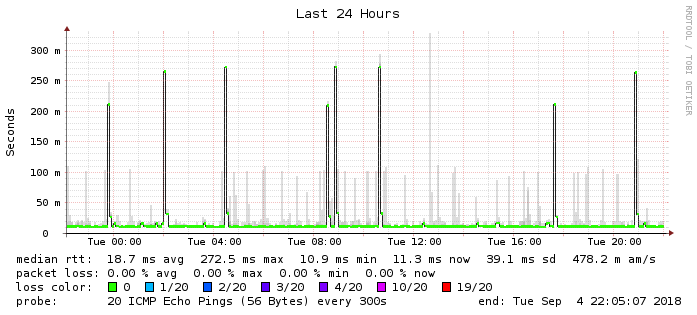 Last 24 Hours
RRDTOOL / TOBI OETIKER
Seconds
300 m
250 m
200 m
150 m
100 m
50 m
0
Tue 00:00 Tue 04:00 Tue 08:00 Tue 12:00 Tue 16:00 Tue 20:00
median rtt: 18.7 ms avg 272.5 ms max 10.9 ms min 11.3 ms now 39.1 ms sd 478.2 m am/s
packet loss: 0.00 % avg 0.00 % max 0.00 % min 0.00 % now
loss color: 0 1/20 2/20 3/20 4/20 10/20 19/20
probe: 20 ICMP Echo Pings (56 Bytes) every 300s end: Tue Sep 4 22:05:07 2018